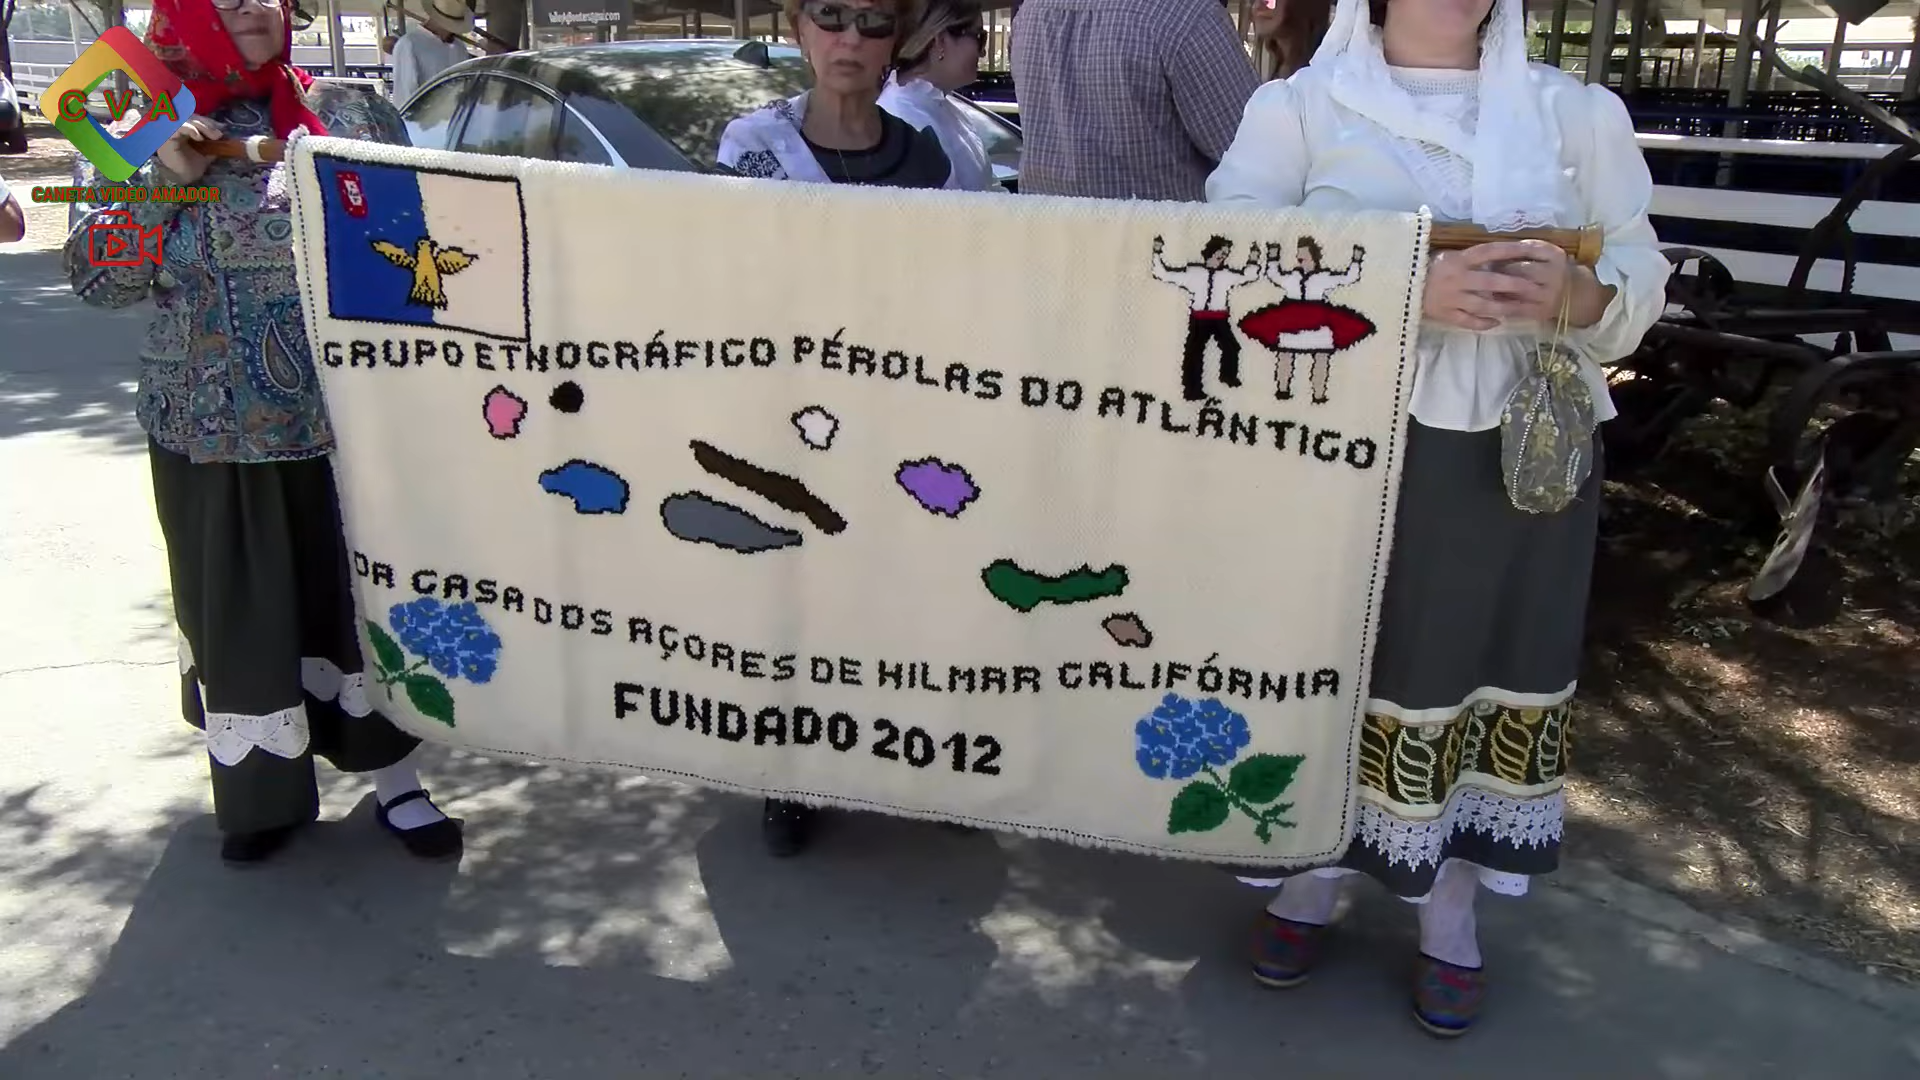 CVA
CANETA VIDEO AMADOR
GRUPO ETNOGRÁFICO PÉROLAS DO ATLÂNTICO
DA CASA DOS AÇORES DE HILMAR CALIFÓRNIA
FUNDADO 2012